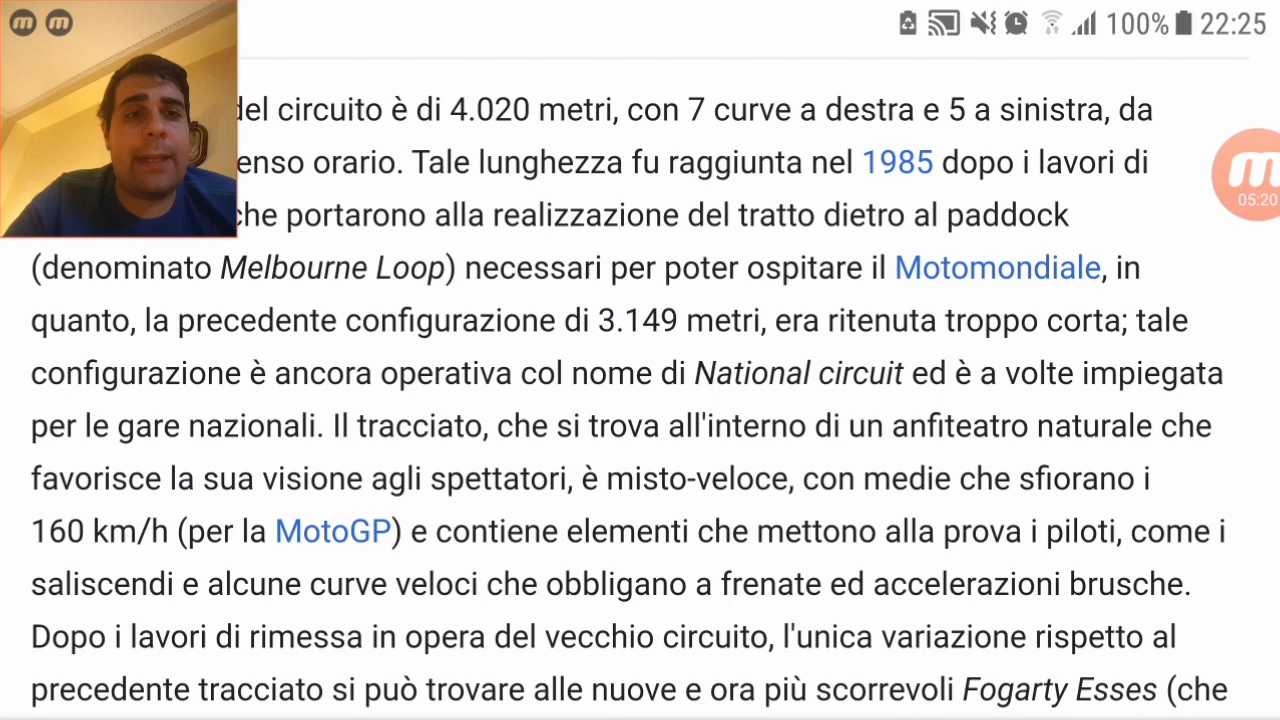 100% 22:25
del circuito è di 4.020 metri, con 7 curve a destra e 5 a sinistra, da
enso orario. Tale lunghezza fu raggiunta nel 1985 dopo i lavori di
05:20
che portarono alla realizzazione del tratto dietro al paddock
(denominato Melbourne Loop) necessari per poter ospitare il Motomondiale, in
quanto, la precedente configurazione di 3.149 metri, era ritenuta troppo corta; tale
configurazione è ancora operativa col nome di National circuit ed è a volte impiegata
per le gare nazionali. Il tracciato, che si trova all'interno di un anfiteatro naturale che
favorisce la sua visione agli spettatori, è misto-veloce, con medie che sfiorano i
160 km/h (per la MotoGP) e contiene elementi che mettono alla prova i piloti, come i
saliscendi e alcune curve veloci che obbligano a frenate ed accelerazioni brusche.
Dopo i lavori di rimessa in opera del vecchio circuito, l'unica variazione rispetto al
precedente tracciato si può trovare alle nuove e ora più scorrevoli Fogarty Esses (che